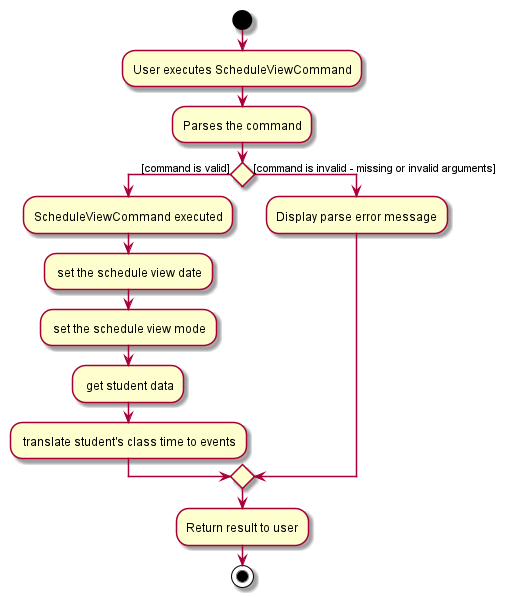 User executes ScheduleViewCommand
Parses the command
[command is valid]
[command is invalid - missing or invalid arguments]
ScheduleViewCommand executed
Display parse error message
set the schedule view date
set the schedule view mode
get student data
translate student's class time to events
Return result to user